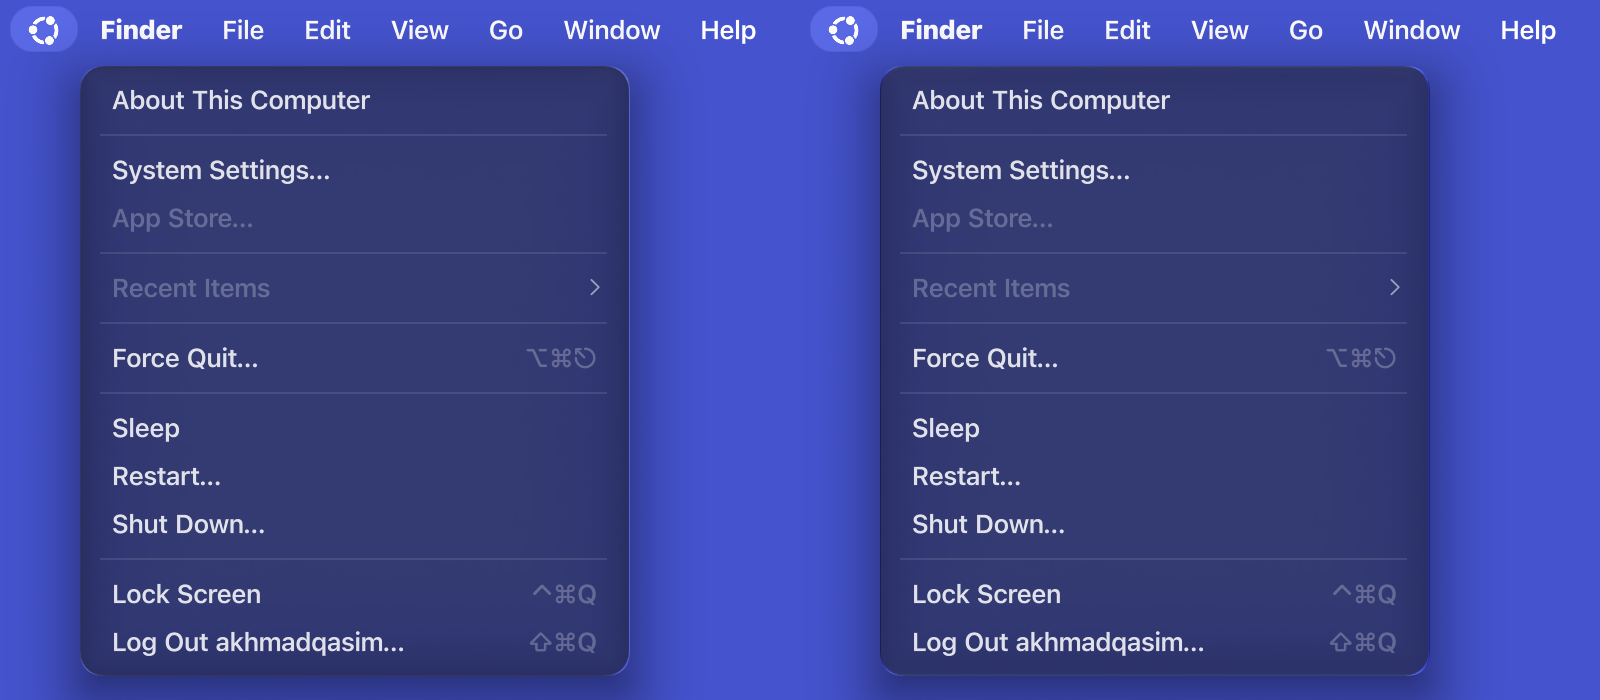 Finder File Edit View Go Window Help
About This Computer
System Settings...
App Store...
Recent Items
Force Quit... ⌥⌘⎋
Sleep
Restart...
Shut Down...
Lock Screen ^⌘Q
Log Out akhmadqasim... ⇧⌘Q
Finder File Edit View Go Window Help
About This Computer
System Settings...
App Store...
Recent Items
Force Quit... ⌥⌘⎋
Sleep
Restart...
Shut Down...
Lock Screen ^⌘Q
Log Out akhmadqasim... ⇧⌘Q